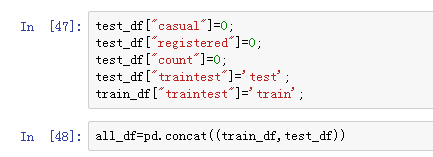 In [47]:
test_df["casual"]=0;
test_df["registered"]=0;
test_df["count"]=0;
test_df["traintest"]='test';
train_df["traintest"]='train';
In [48]:
all_df=pd.concat((train_df,test_df))